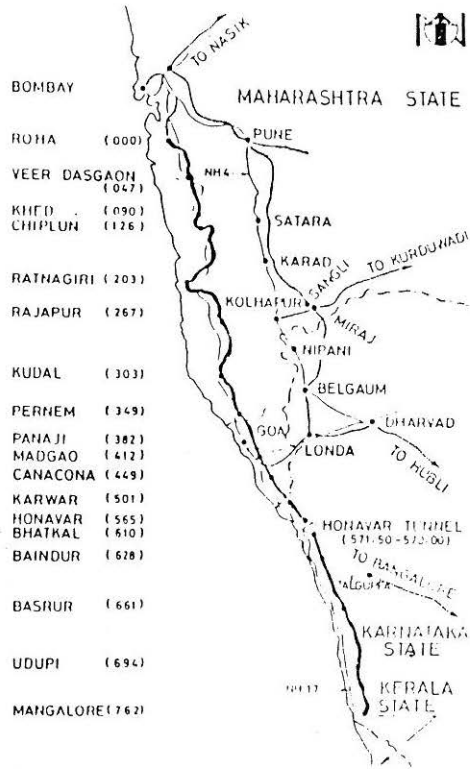 TO NASIK
BOMBAY
MAHARASHTRA STATE
ROHA (000)
PUNE
VEER DASGAON
(047)
NH4
KHED (090)
CHIPLUN (126)
SATARA
KARAD
TO KURDUWADI
SANGLI
RATNAGIRI (203)
KOLHAPUR
MIRAJ
RAJAPUR (267)
NIPANI
KUDAL (303)
BELGAUM
PERNEM (349)
GOA
DHARVAD
PANAJI (382)
LONDA
MADGAO (412)
TO HUBLI
CANACONA (449)
KARWAR (501)
HONAVAR (565)
HONAVAR TUNNEL
BHATKAL (610)
BAINDUR (628)
TO BANGALORE
BASRUR (661)
KARNATAKA
STATE
UDUPI (694)
NH17
KERALA
STATE
MANGALORE (762)